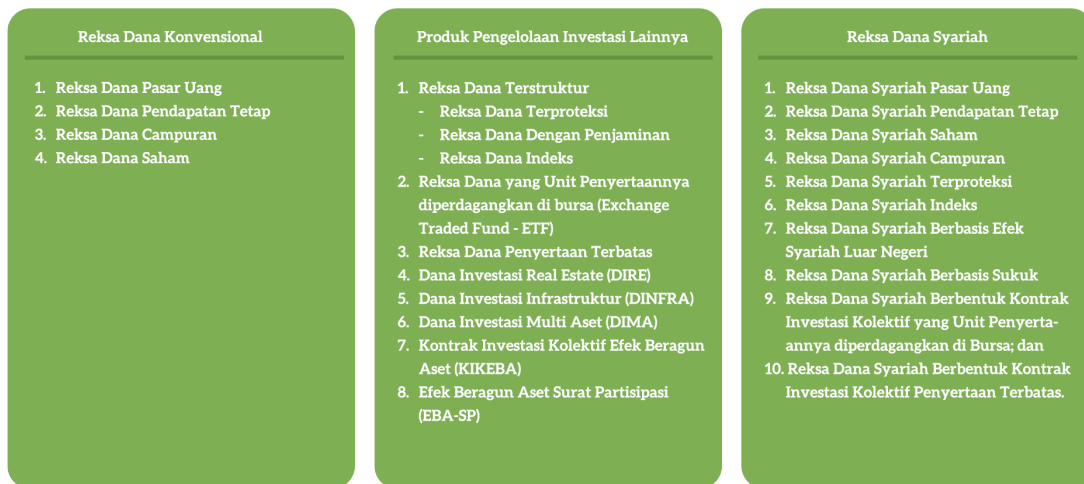 Reksa Dana Konvensional
1. Reksa Dana Pasar Uang
2. Reksa Dana Pendapatan Tetap
3. Reksa Dana Campuran
4. Reksa Dana Saham
Produk Pengelolaan Investasi Lainnya
1. Reksa Dana Terstruktur
- Reksa Dana Terproteksi
- Reksa Dana Dengan Penjaminan
- Reksa Dana Indeks
2. Reksa Dana yang Unit Penyertaannya
diperdagangkan di bursa (Exchange
Traded Fund - ETF)
3. Reksa Dana Penyertaan Terbatas
4. Dana Investasi Real Estate (DIRE)
5. Dana Investasi Infrastruktur (DINFRA)
6. Dana Investasi Multi Aset (DIMA)
7. Kontrak Investasi Kolektif Efek Beragun
Aset (KIKEBA)
8. Efek Beragun Aset Surat Partisipasi
(EBA-SP)
Reksa Dana Syariah
1. Reksa Dana Syariah Pasar Uang
2. Reksa Dana Syariah Pendapatan Tetap
3. Reksa Dana Syariah Saham
4. Reksa Dana Syariah Campuran
5. Reksa Dana Syariah Terproteksi
6. Reksa Dana Syariah Indeks
7. Reksa Dana Syariah Berbasis Efek
Syariah Luar Negeri
8. Reksa Dana Syariah Berbasis Sukuk
9. Reksa Dana Syariah Berbentuk Kontrak
Investasi Kolektif yang Unit Penyerta-
annya diperdagangkan di Bursa; dan
10. Reksa Dana Syariah Berbentuk Kontrak
Investasi Kolektif Penyertaan Terbatas.